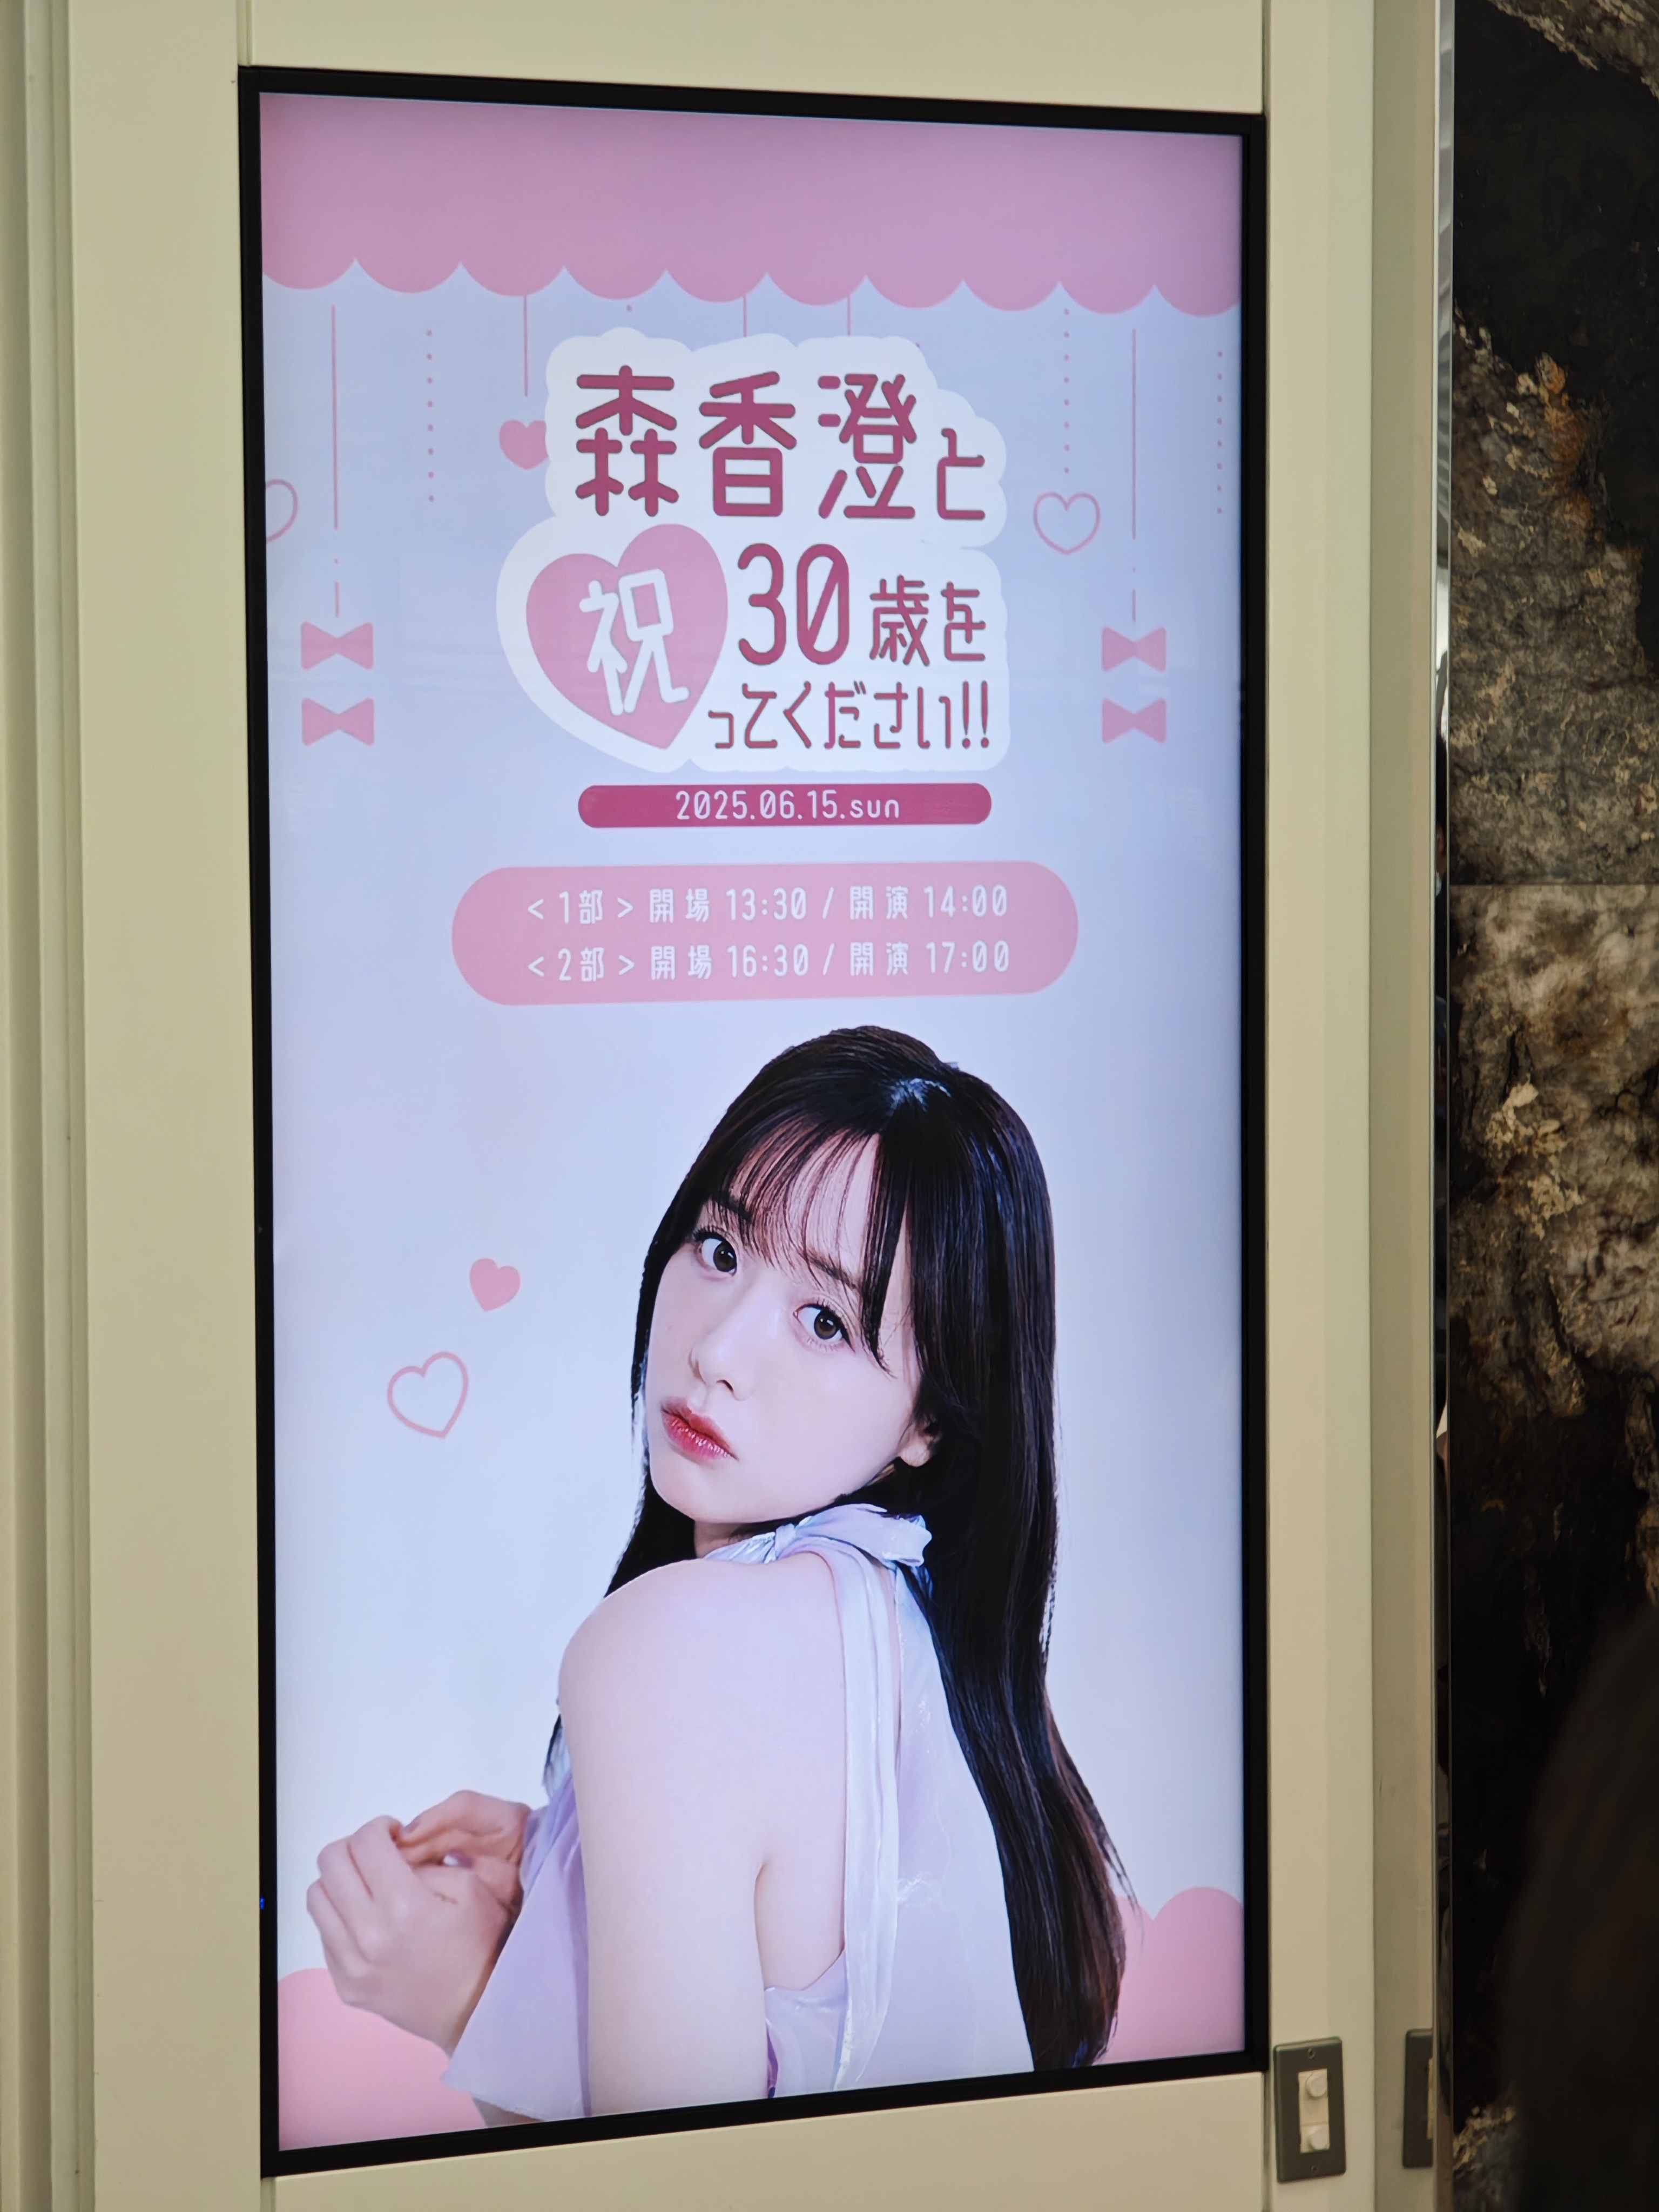 森香澄と
祝30歳を
ってください!!
2025.06.15.sun
<1部> 開場 13:30 / 開演 14:00
<2部> 開場 16:30 / 開演 17:00